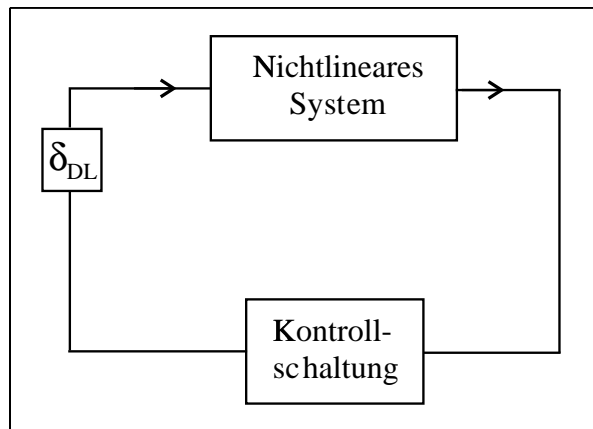 Nichtlineares
System
δDL
Kontroll-
schaltung